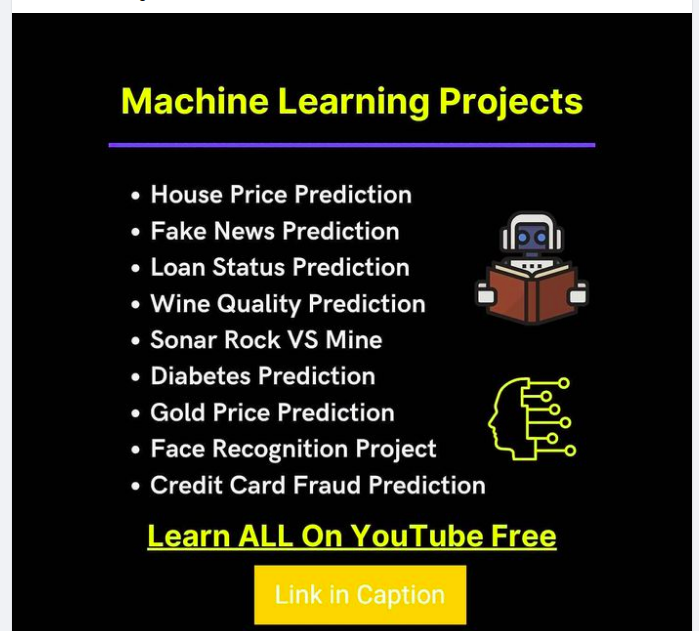 Machine Learning Projects
• House Price Prediction
• Fake News Prediction
• Loan Status Prediction
• Wine Quality Prediction
• Sonar Rock VS Mine
• Diabetes Prediction
• Gold Price Prediction
• Face Recognition Project
• Credit Card Fraud Prediction
Learn ALL On YouTube Free
Link in Caption